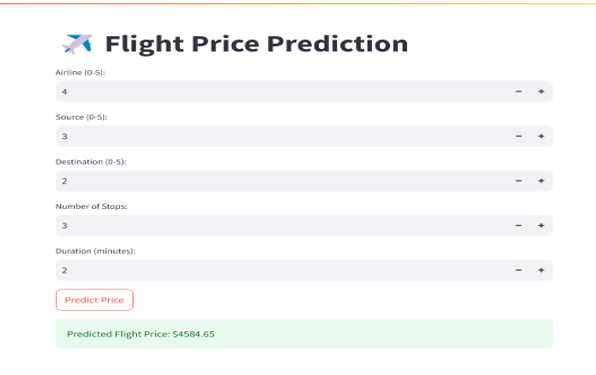 Flight Price Prediction
Airline (0-5):
4
Source (0-5):
3
Destination (0-5):
2
Number of Stops:
3
Duration (minutes):
2
Predict Price
Predicted Flight Price: $4584.65